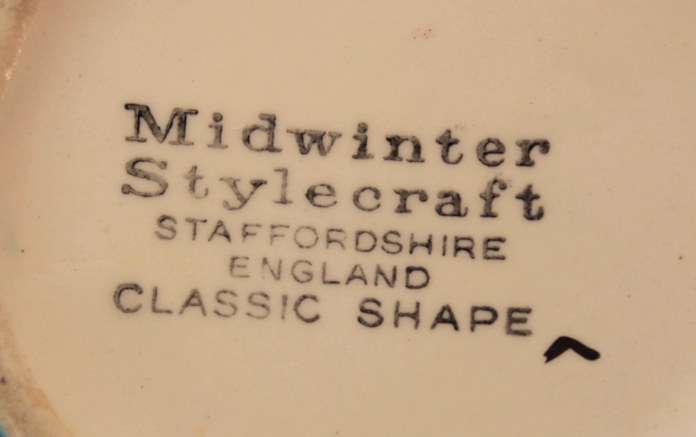 Midwinter
Stylecraft
STAFFORDSHIRE
ENGLAND
CLASSIC SHAPE